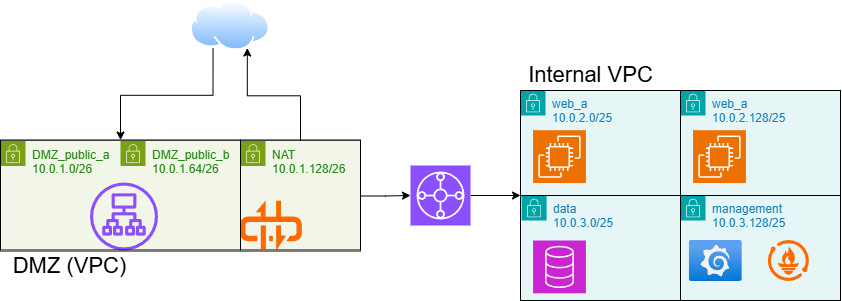 Internal VPC
web_a
10.0.2.0/25
web_a
10.0.2.128/25
DMZ_public_a
10.0.1.0/26
DMZ_public_b
10.0.1.64/26
NAT
10.0.1.128/26
data
10.0.3.0/25
management
10.0.3.128/25
DMZ (VPC)